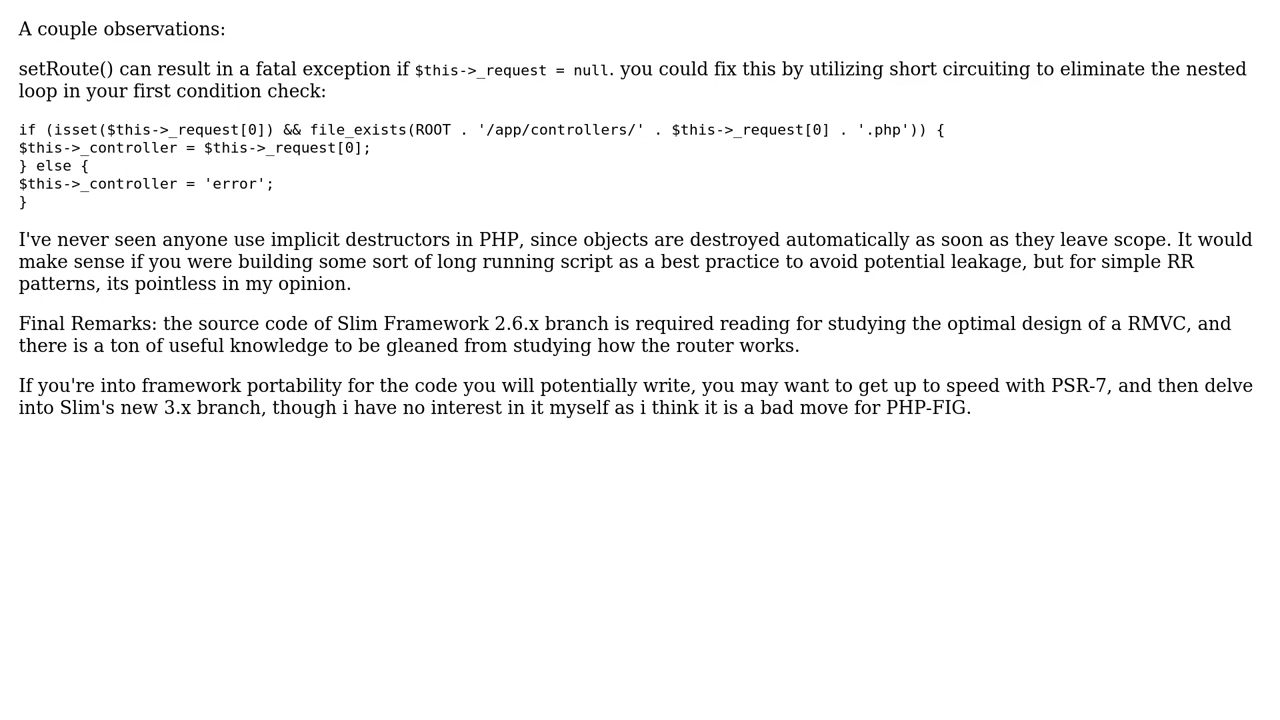 A couple observations:
setRoute() can result in a fatal exception if $this->_request = null. you could fix this by utilizing short circuiting to eliminate the nested
loop in your first condition check:
if (isset($this->_request[0]) && file_exists(ROOT . '/app/controllers/' . $this->_request[0] . '.php')) {
$this->_controller = $this->_request[0];
} else {
$this->_controller = 'error';
}
I've never seen anyone use implicit destructors in PHP, since objects are destroyed automatically as soon as they leave scope. It would
make sense if you were building some sort of long running script as a best practice to avoid potential leakage, but for simple RR
patterns, its pointless in my opinion.
Final Remarks: the source code of Slim Framework 2.6.x branch is required reading for studying the optimal design of a RMVC, and
there is a ton of useful knowledge to be gleaned from studying how the router works.
If you're into framework portability for the code you will potentially write, you may want to get up to speed with PSR-7, and then delve
into Slim's new 3.x branch, though i have no interest in it myself as i think it is a bad move for PHP-FIG.